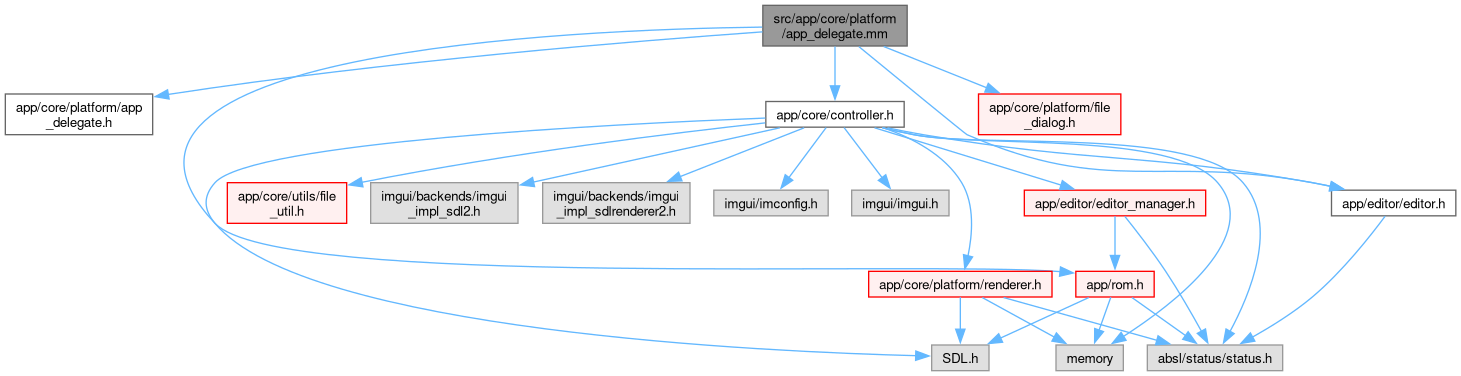 src/app/core/platform
/app_delegate.mm
app/core/platform/app
_delegate.h
app/core/controller.h
app/core/platform/file
_dialog.h
app/core/utils/file
_util.h
imgui/backends/imgui
_impl_sdl2.h
imgui/backends/imgui
_impl_sdlrenderer2.h
imgui/imconfig.h
imgui/imgui.h
app/editor/editor_manager.h
app/editor/editor.h
app/core/platform/renderer.h
app/rom.h
SDL.h
memory
absl/status/status.h